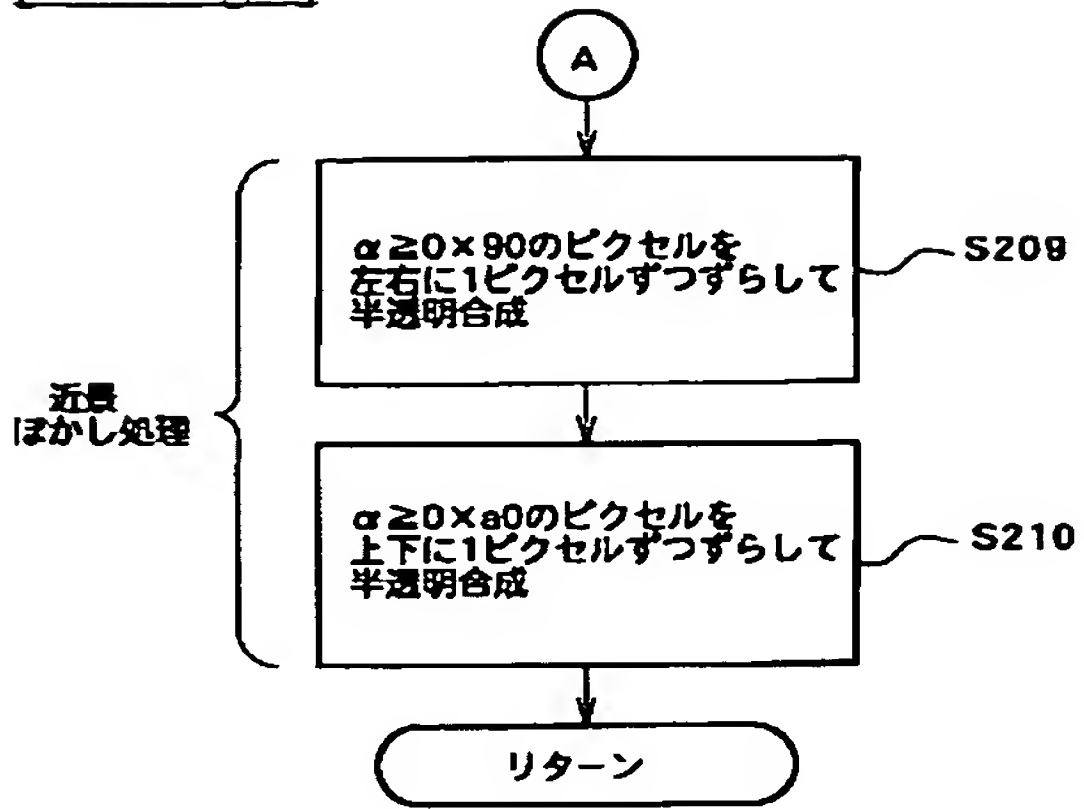 A
α≧0×90のピクセルを
左右に1ピクセルずつずらして
半透明合成
S209
近景
ぼかし処理
α≧0×a0のピクセルを
上下に1ピクセルずつずらして
半透明合成
S210
リターン